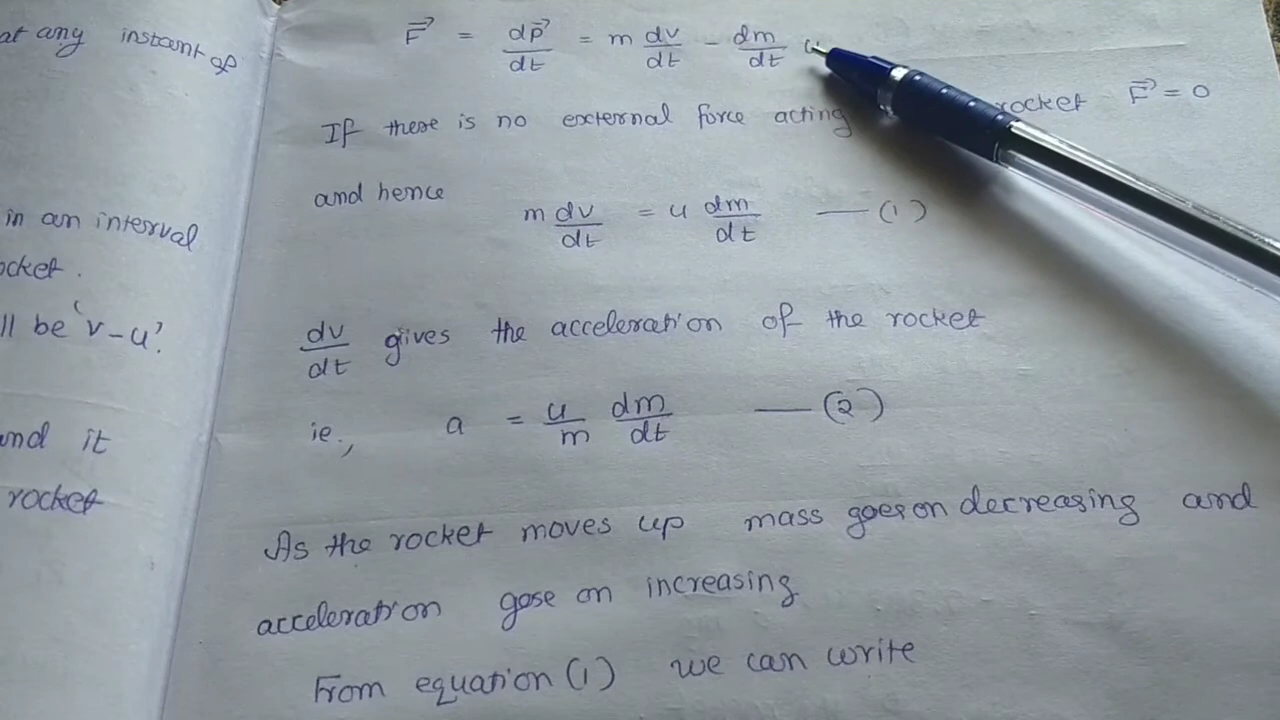 at any instant of
in an interval
ocket.
ll be 'v-u'.
and it
rocket
F⃗ = dp⃗/dt = m dv/dt - dm/dt
If there is no external force acting rocket F⃗ = 0
and hence
m dv/dt = u dm/dt —(1)
dv/dt gives the acceleration of the rocket
ie., a = u/m dm/dt —(2)
As the rocket moves up mass goes on decreasing and
acceleration gose on increasing
From equation (1) we can write